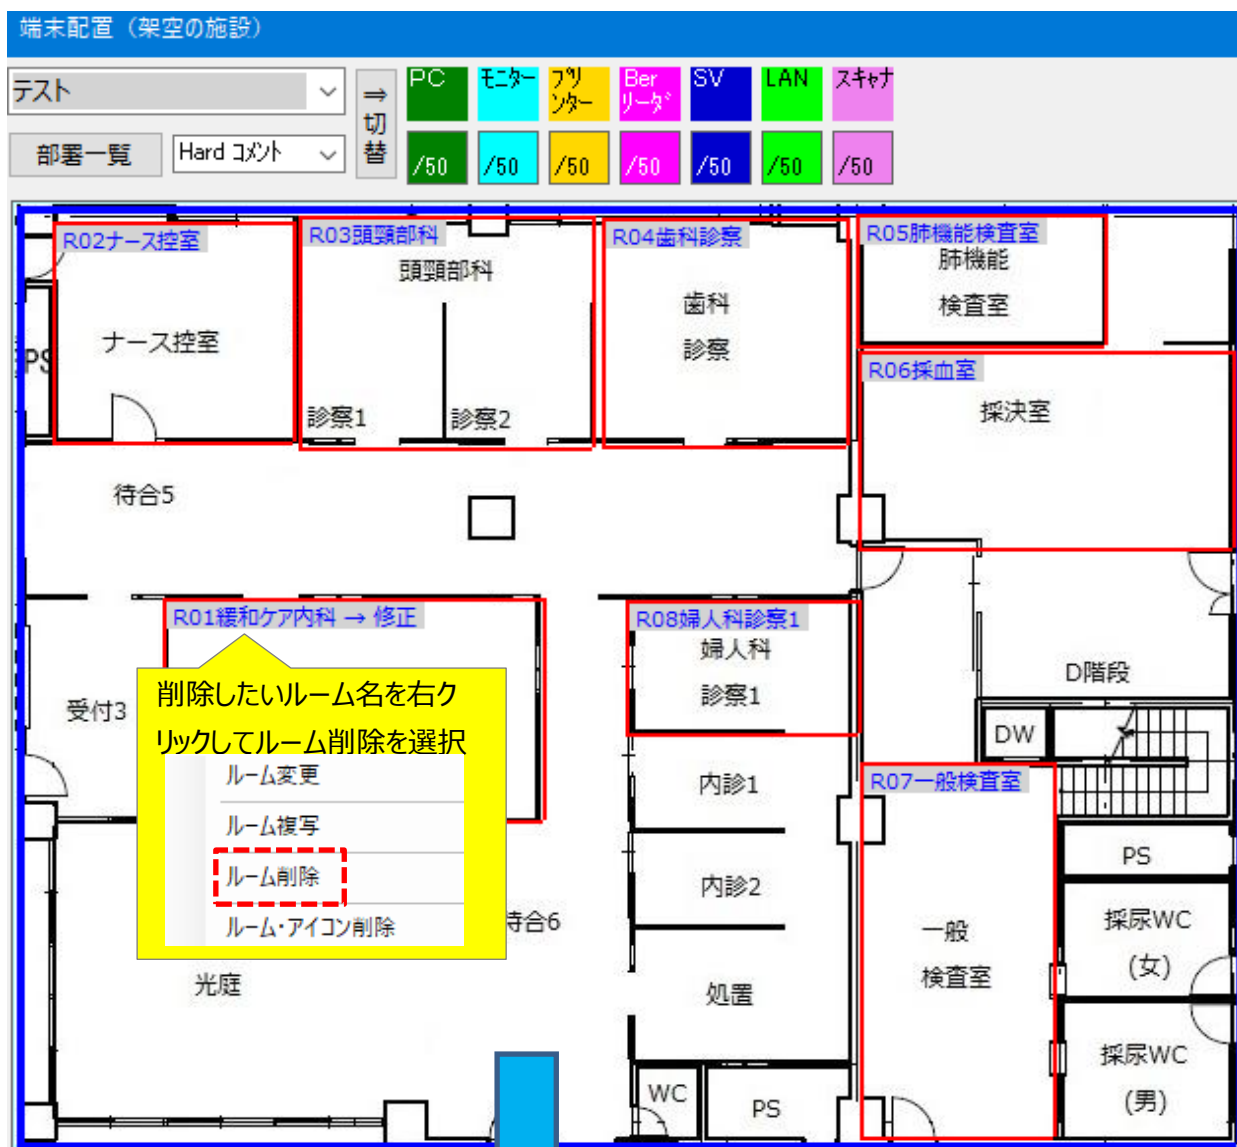 端末配置（架空の施設）
テスト
⇒
切
替
PC
モニター
プリ
ンター
Ber
リーダ
SV
LAN
スキャナ
部署一覧
Hard コメント
/50
/50
/50
/50
/50
/50
/50
R02ナース控室
R03頭頸部科
R04歯科診察
R05肺機能検査室
頭頸部科
肺機能
検査室
歯科
診察
ナース控室
PS
R06採血室
採決室
診察1
診察2
待合5
R01緩和ケア内科 → 修正
R08婦人科診察1
婦人科
診察1
D階段
受付3
削除したいルーム名を右ク
リックしてルーム削除を選択
DW
ルーム変更
ルーム複写
ルーム削除
ルーム・アイコン削除
内診1
R07一般検査室
PS
内診2
待合6
一般
検査室
採尿WC
(女)
光庭
処置
採尿WC
(男)
WC
PS